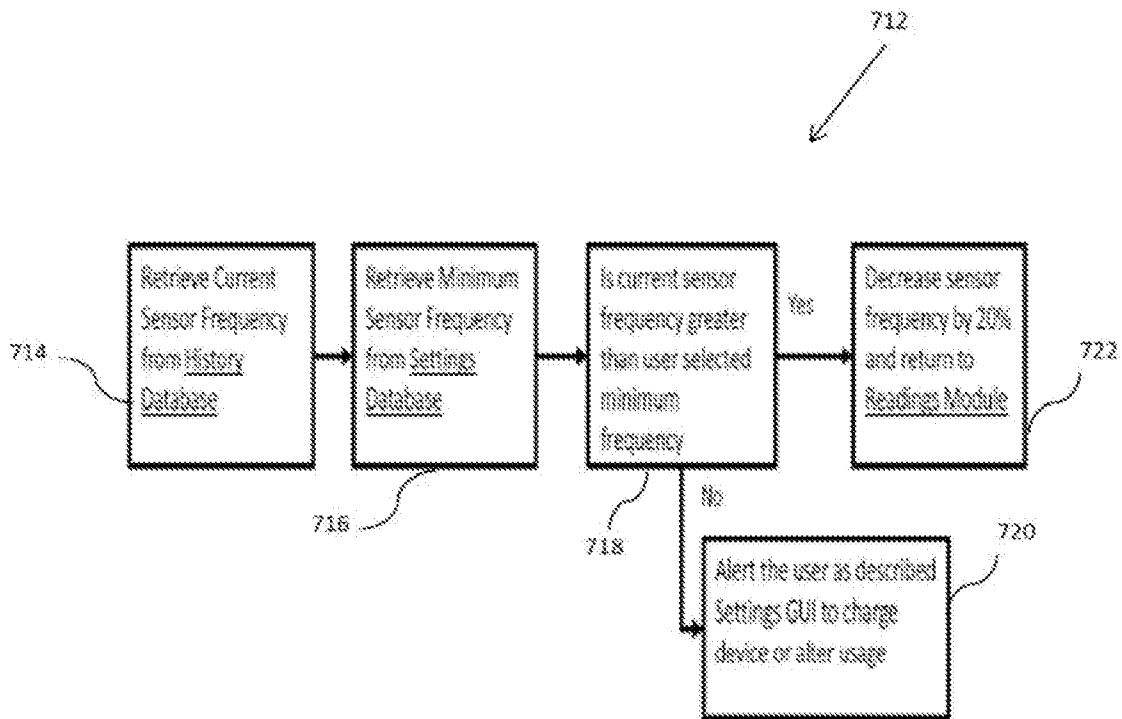 712
Retrieve Current
Sensor Frequency
from History
Database
714
Retrieve Minimum
Sensor Frequency
from Settings
Database
716
Is current sensor
frequency greater
than user selected
minimum
frequency
718
Yes
Decrease sensor
frequency by 20%
and return to
Readings Module
722
No
Alert the user as described
Settings GUI to charge
device or alter usage
720